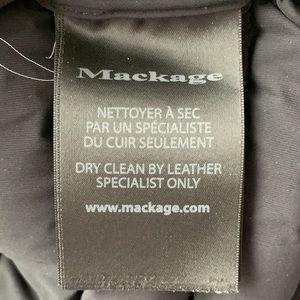 Mackage
NETTOYER À SEC
PAR UN SPÉCIALISTE
DU CUIR SEULEMENT
DRY CLEAN BY LEATHER
SPECIALIST ONLY
www.mackage.com